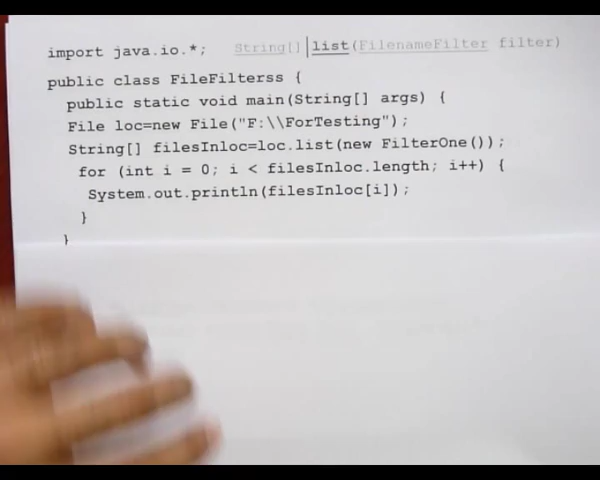 import java.io.*; String[] list(FilenameFilter filter)
public class FileFilterss {
public static void main(String[] args) {
File loc=new File("F:\\ForTesting");
String[] filesInloc=loc.list(new FilterOne());
for (int i = 0; i < filesInloc.length; i++) {
System.out.println(filesInloc[i]);
}
}